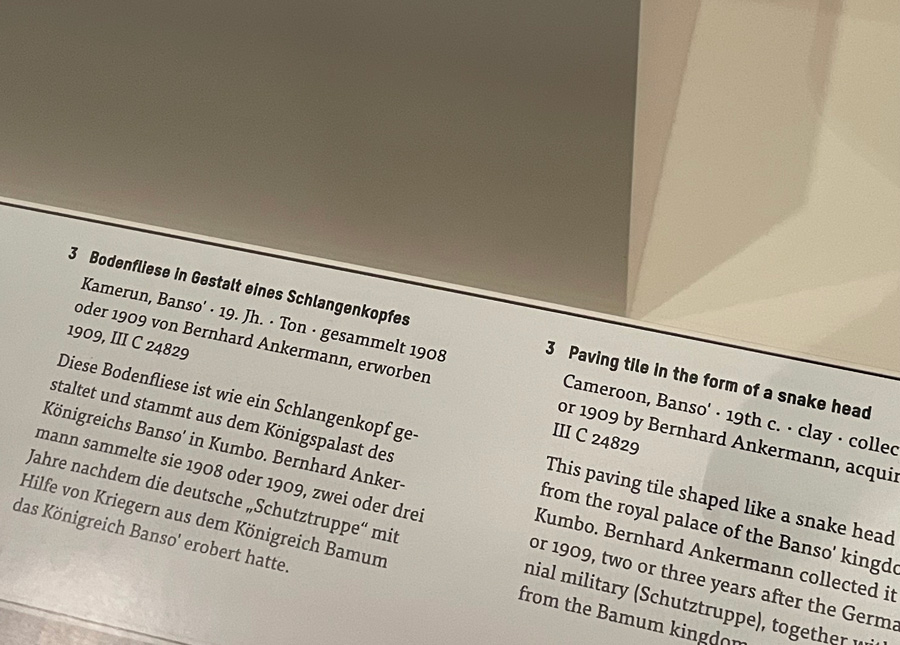 3 Bodenfliese in Gestalt eines Schlangenkopfes
Kamerun, Banso' · 19. Jh. · Ton · gesammelt 1908
oder 1909 von Bernhard Ankermann, erworben
1909, III C 24829
Diese Bodenfliese ist wie ein Schlangenkopf ge-
staltet und stammt aus dem Königspalast des
Königreichs Banso' in Kumbo. Bernhard Anker-
mann sammelte sie 1908 oder 1909, zwei oder drei
Jahre nachdem die deutsche „Schutztruppe“ mit
Hilfe von Kriegern aus dem Königreich Bamum
das Königreich Banso' erobert hatte.
3 Paving tile in the form of a snake head
Cameroon, Banso' · 19th c. · clay · collec
or 1909 by Bernhard Ankermann, acquir
III C 24829
This paving tile shaped like a snake head
from the royal palace of the Banso' kingdo
Kumbo. Bernhard Ankermann collected it
or 1909, two or three years after the Germa
nial military (Schutztruppe), together with
from the Bamum kingdom